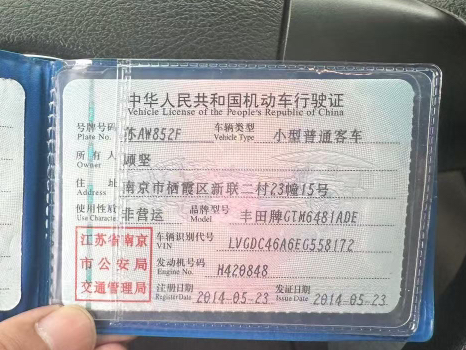 中华人民共和国机动车行驶证
Vehicle License of the People's Republic of China
号牌号码 Plate No. 苏AW852F 车辆类型 Vehicle Type 小型普通客车
所有人 Owner 顾坚
住址 Address 南京市栖霞区新联二村23幢15号
使用性质 Use Character 非营运 品牌型号 Model 丰田牌GTM6481ADE
江苏省南京市公安局交通管理局
车辆识别代号 VIN LVGDC46A6EG558172
发动机号码 Engine No. H420848
注册日期 Register Date 2014-05-23 发证日期 Issue Date 2014-05-23